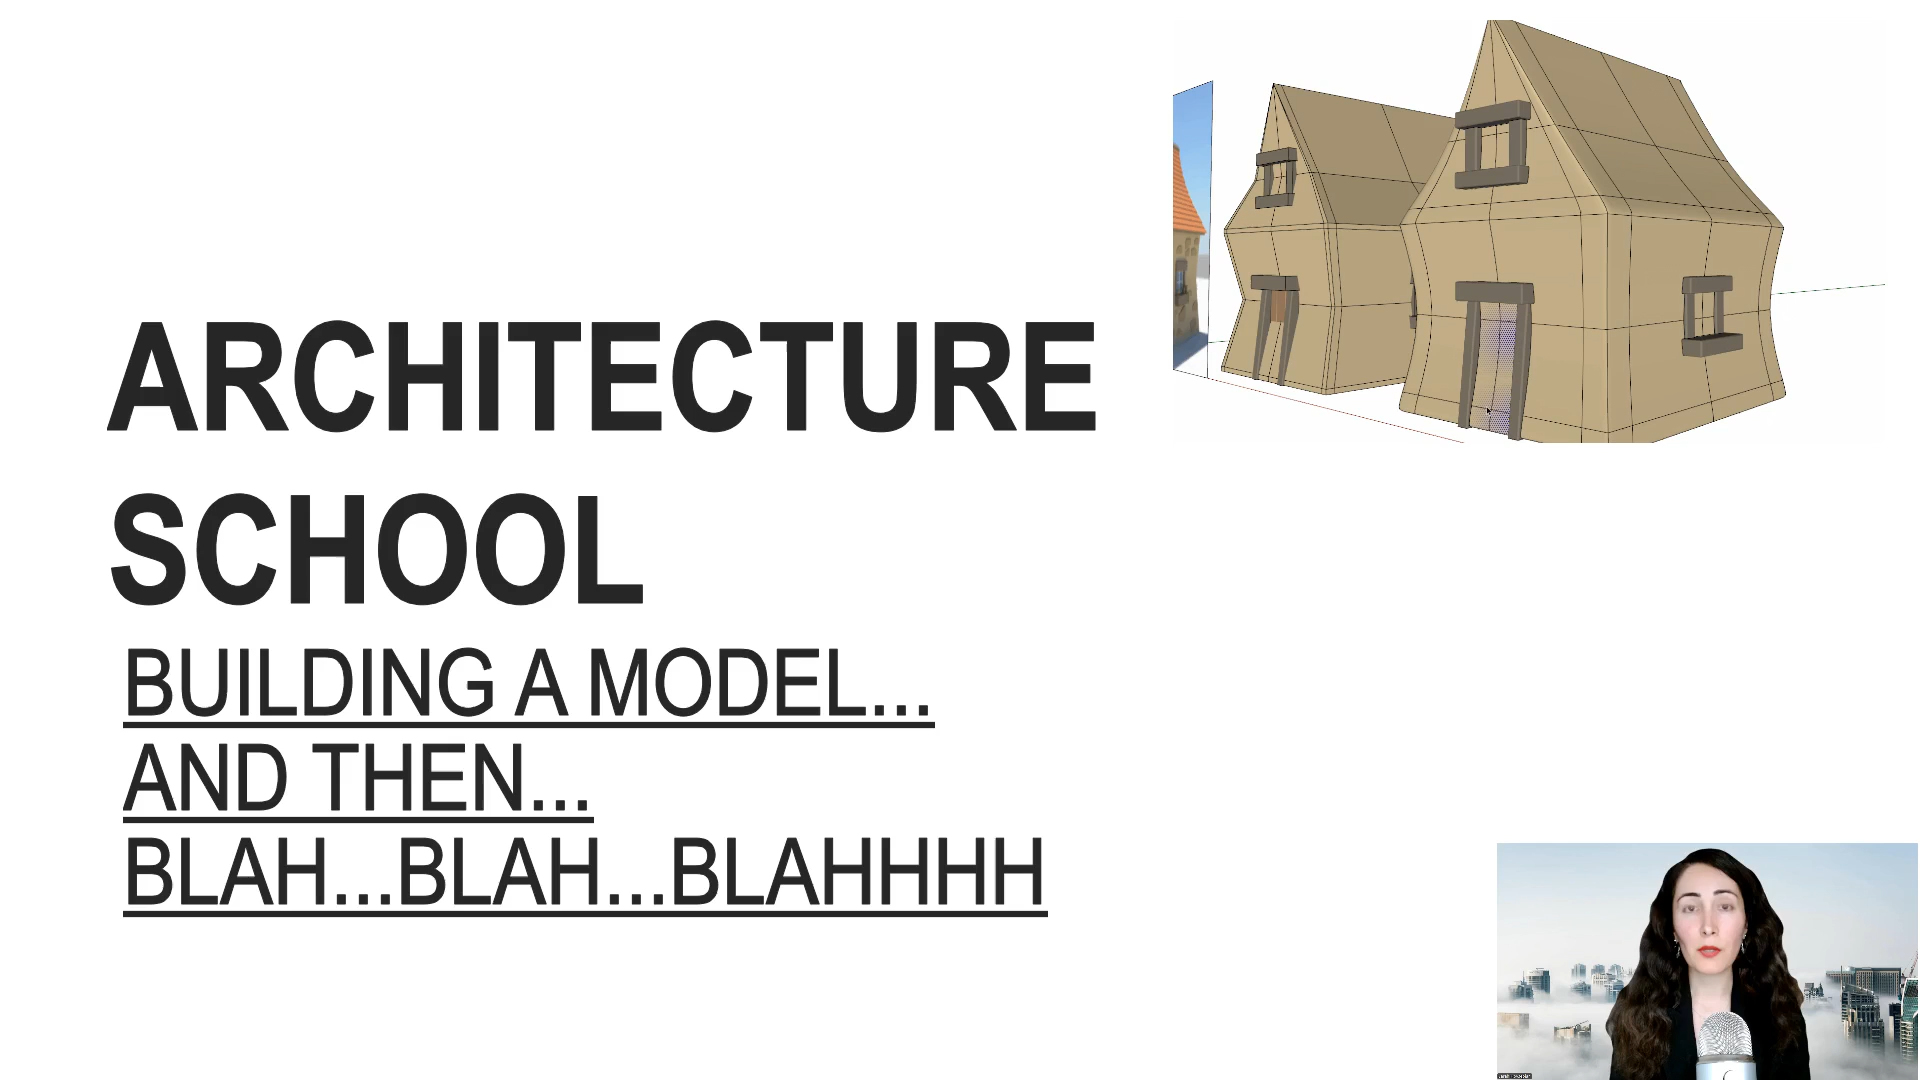 ARCHITECTURE
SCHOOL
BUILDING A MODEL...
AND THEN...
BLAH...BLAH...BLAHHHH